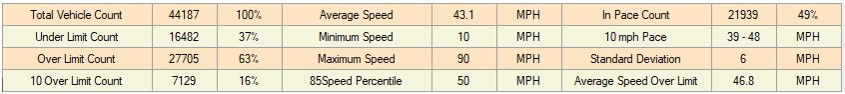 Total Vehicle Count 44187 100% Average Speed 43.1 MPH In Pace Count 21939 49%
Under Limit Count 16482 37% Minimum Speed 10 MPH 10 mph Pace 39 - 48 MPH
Over Limit Count 27705 63% Maximum Speed 90 MPH Standard Deviation 6 MPH
10 Over Limit Count 7129 16% 85Speed Percentile 50 MPH Average Speed Over Limit 46.8 MPH